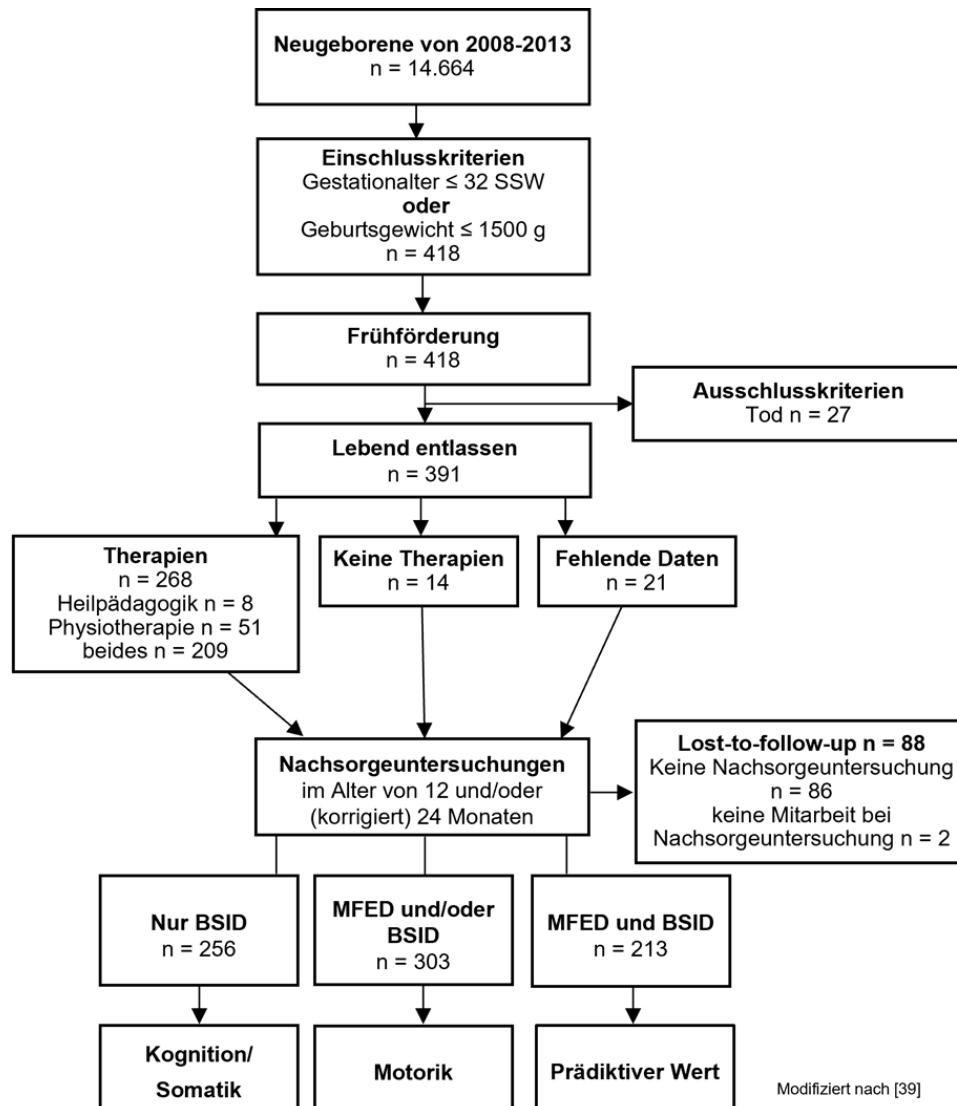 Neugeborene von 2008-2013
n = 14.664
Einschlusskriterien
Gestationalter ≤ 32 SSW
oder
Geburtsgewicht ≤ 1500 g
n = 418
Frühförderung
n = 418
Ausschlusskriterien
Tod n = 27
Lebend entlassen
n = 391
Therapien
n = 268
Heilpädagogik n = 8
Physiotherapie n = 51
beides n = 209
Keine Therapien
n = 14
Fehlende Daten
n = 21
Nachsorgeuntersuchungen
im Alter von 12 und/oder
(korrigiert) 24 Monaten
Lost-to-follow-up n = 88
Keine Nachsorgeuntersuchung
n = 86
keine Mitarbeit bei
Nachsorgeuntersuchung n = 2
Nur BSID
n = 256
MFED und/oder
BSID
n = 303
MFED und BSID
n = 213
Kognition/
Somatik
Motorik
Prädiktiver Wert
Modifiziert nach [39]